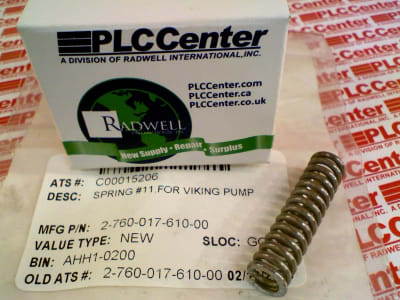 PLCCenter
A DIVISION OF RADWELL INTERNATIONAL, INC.
PLCCenter.com
PLCCenter.ca
PLCCenter.co.uk
RADWELL
New Supply • Repair • Surplus
ATS #: C00015206
DESC: SPRING #11,FOR VIKING PUMP
MFG P/N: 2-760-017-610-00
VALUE TYPE: NEW SLOC:
BIN: AHH1-0200
OLD ATS #: 2-760-017-610-00 02/